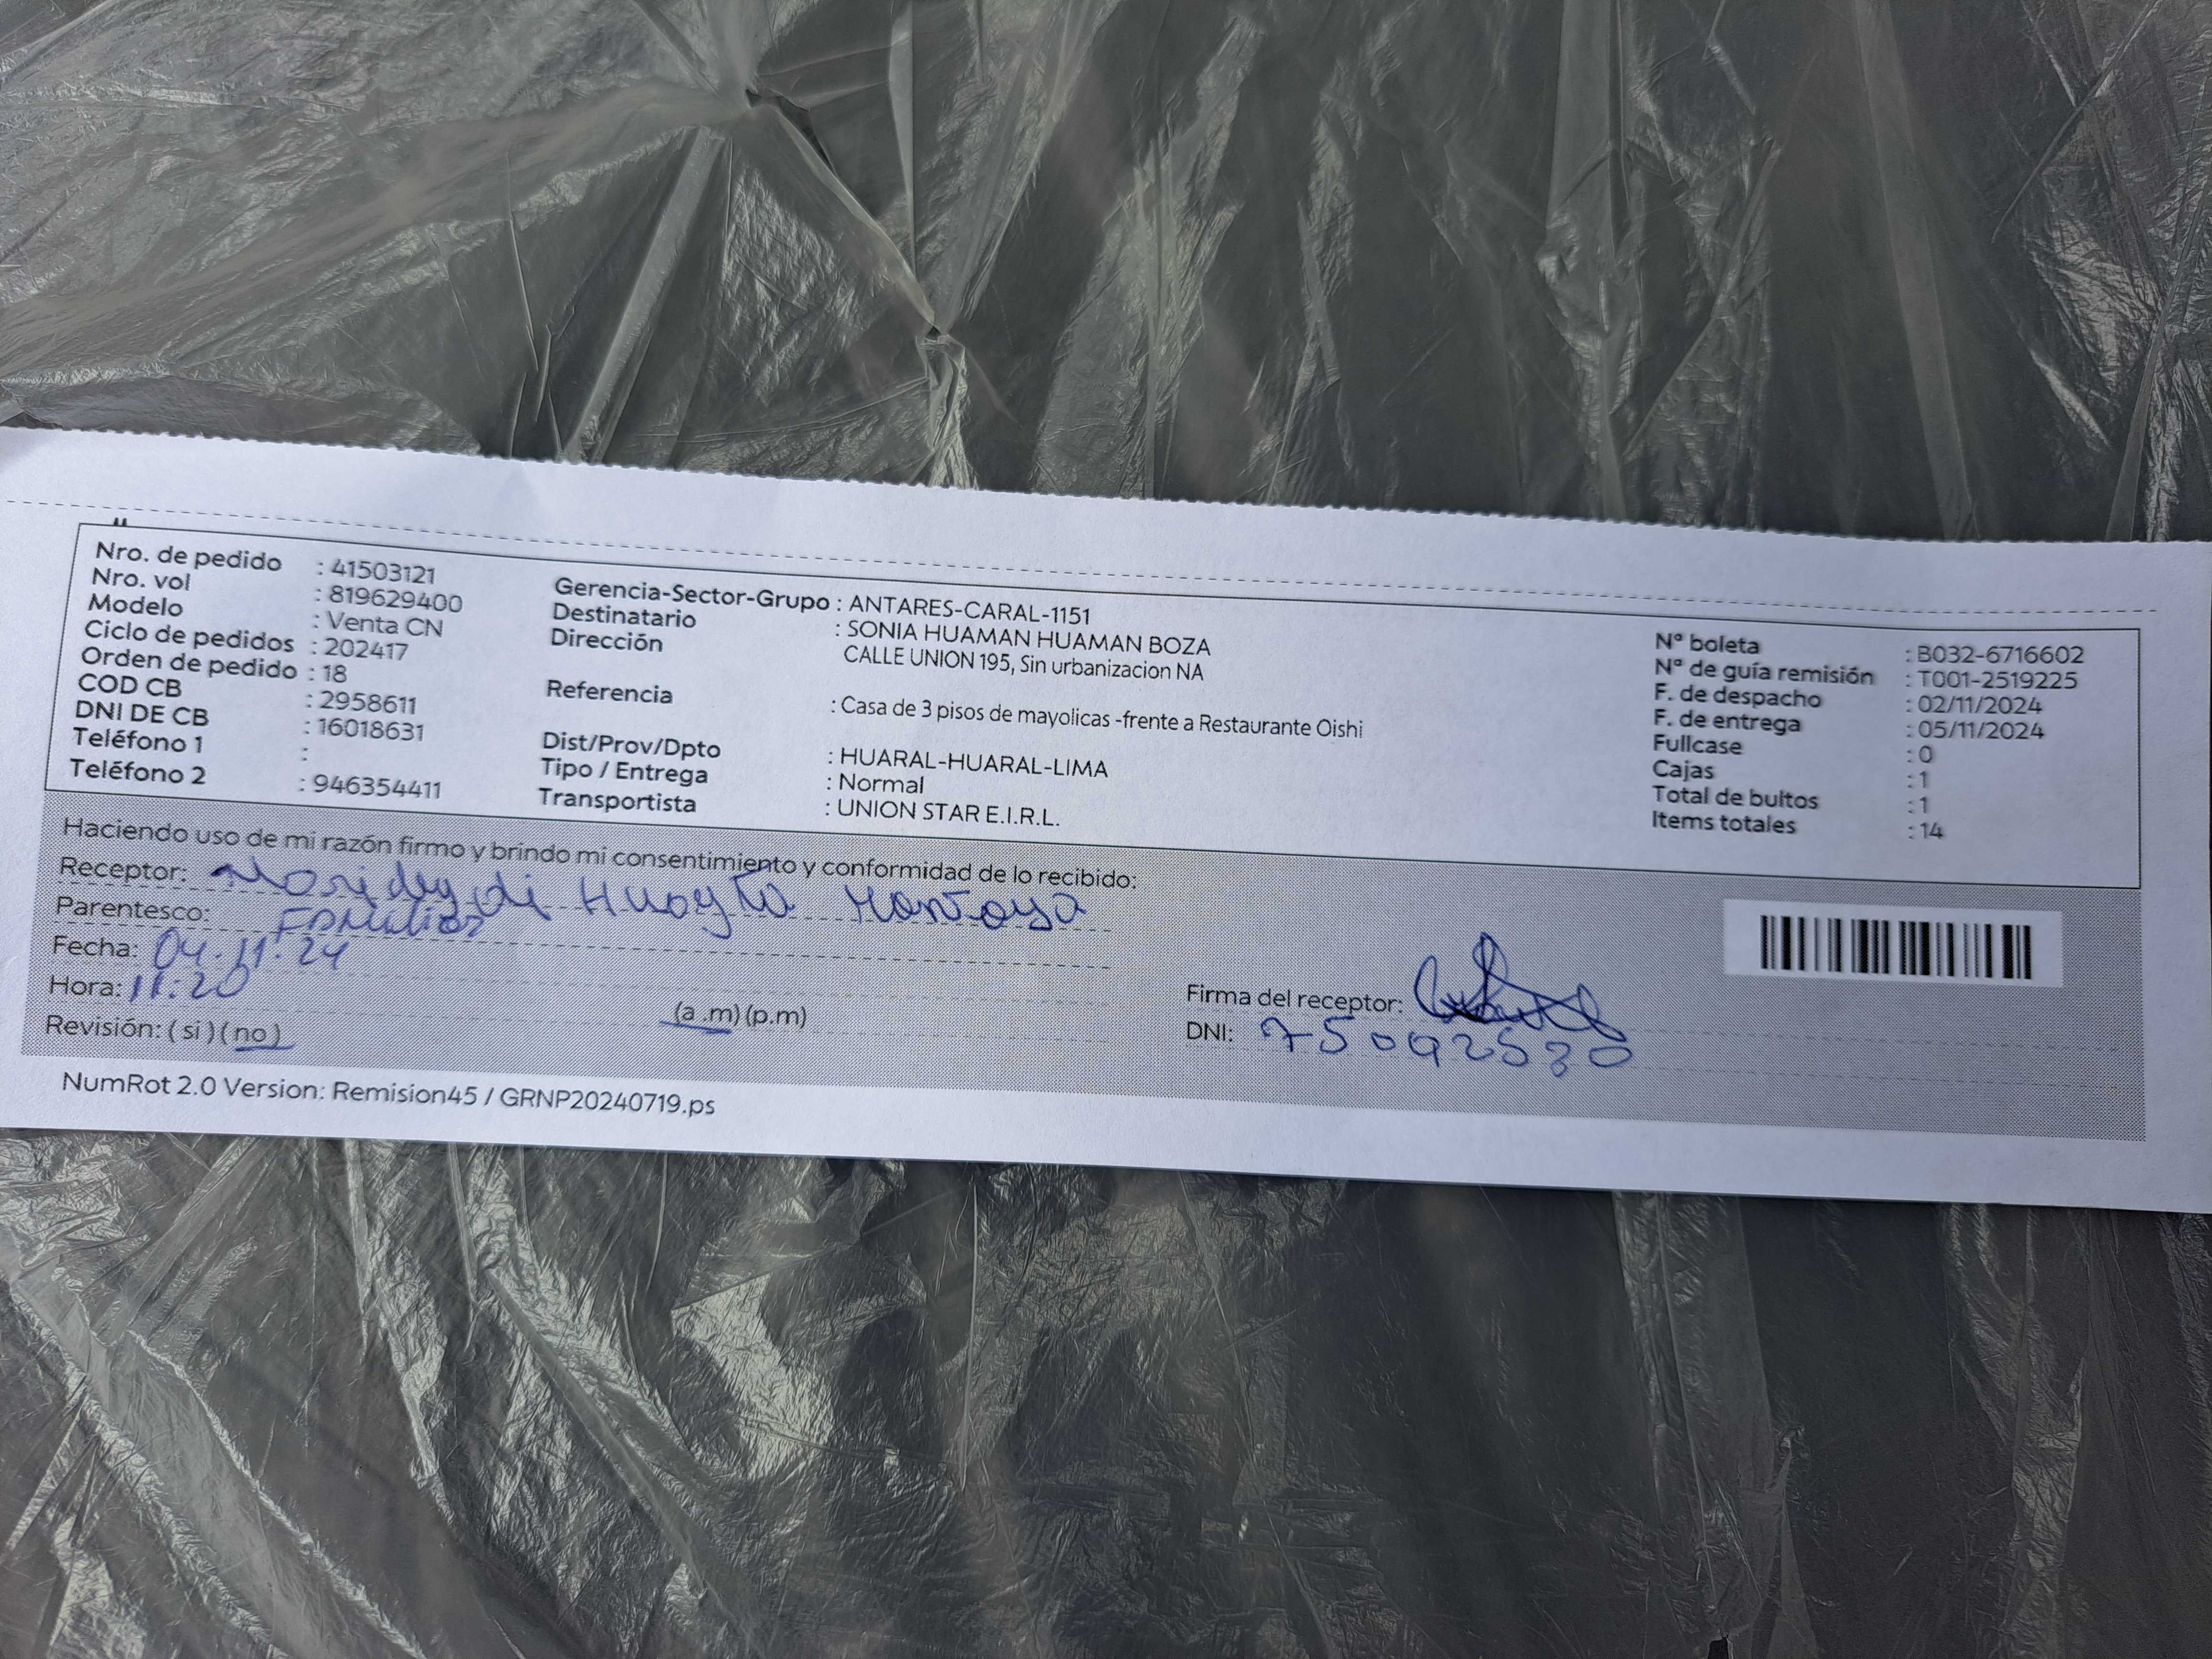 Nro. de pedido : 41503121
Nro. vol : 819629400
Modelo : Venta CN
Ciclo de pedidos : 202417
Orden de pedido : 18
COD CB : 2958611
DNI DE CB : 16018631
Teléfono 1 :
Teléfono 2 : 946354411
Gerencia-Sector-Grupo : ANTARES-CARAL-1151
Destinatario : SONIA HUAMAN HUAMAN BOZA
Dirección CALLE UNION 195, Sin urbanizacion NA
Referencia : Casa de 3 pisos de mayolicas -frente a Restaurante Oishi
Dist/Prov/Dpto : HUARAL-HUARAL-LIMA
Tipo / Entrega : Normal
Transportista : UNION STAR E.I.R.L.
Nº boleta : B032-6716602
Nº de guía remisión : T001-2519225
F. de despacho : 02/11/2024
F. de entrega : 05/11/2024
Fullcase : 0
Cajas : 1
Total de bultos : 1
Items totales : 14
Haciendo uso de mi razón firmo y brindo mi consentimiento y conformidad de lo recibido:
Receptor: Montoya
Parentesco: Familiar
Fecha: 04.11.24
Hora: 11:20 (a .m) (p.m)
Revisión: ( si ) ( no )
Firma del receptor:
DNI: 75092530
NumRot 2.0 Version: Remision45 / GRNP20240719.ps